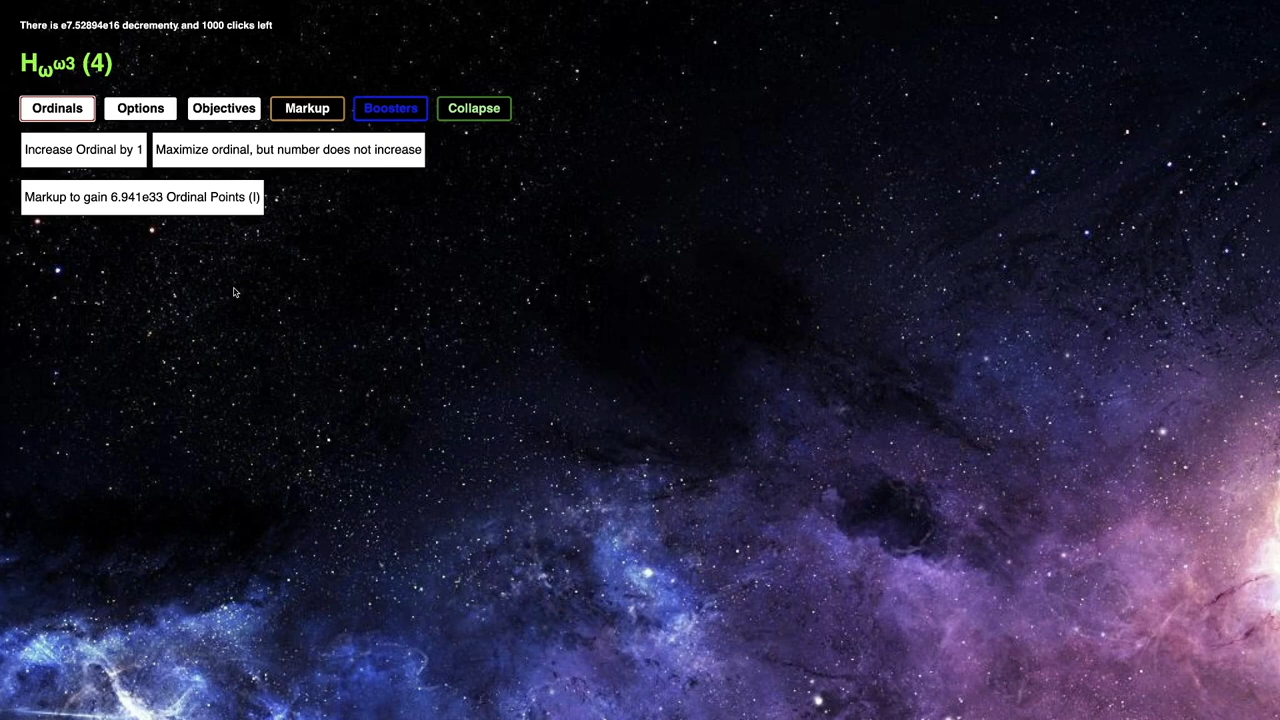 There is e7.52894e16 decrementy and 1000 clicks left
Hωω3 (4)
Ordinals Options Objectives Markup Boosters Collapse
Increase Ordinal by 1 Maximize ordinal, but number does not increase
Markup to gain 6.941e33 Ordinal Points (I)